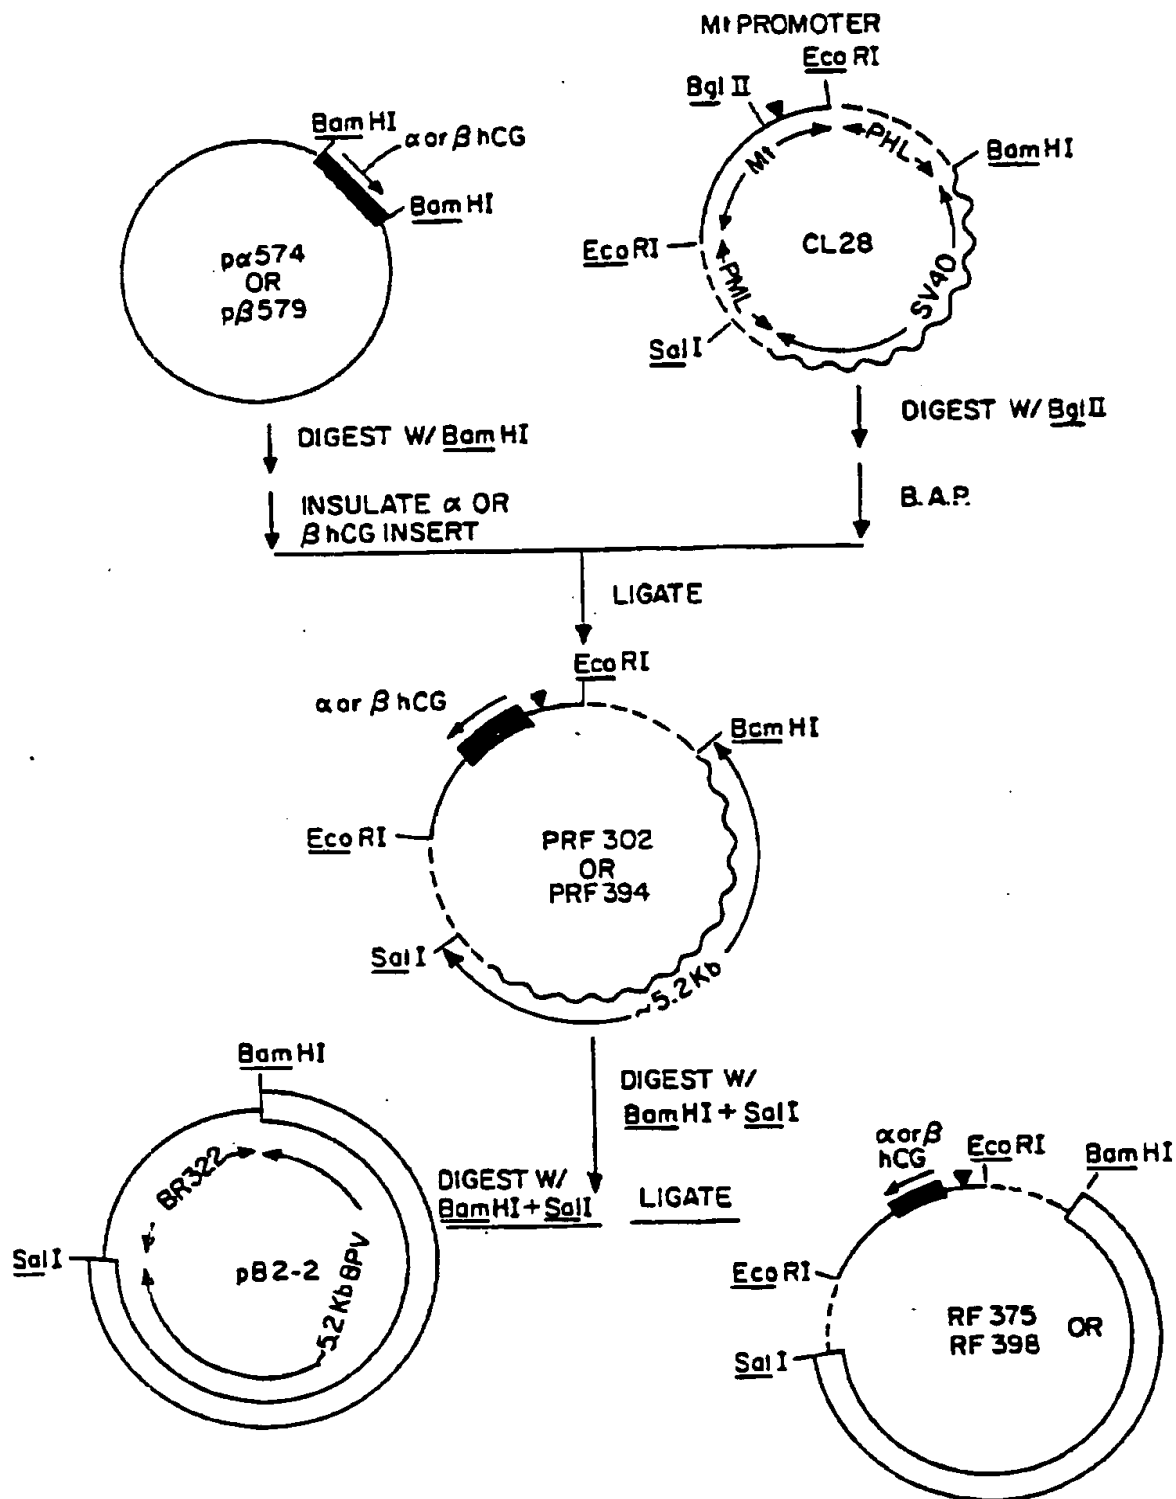 Mt PROMOTER
Eco RI
Bgl II
Bam HI
α or β hCG
Bam HI
Mt
PHL
Bam HI
pα574
OR
pβ579
CL28
Eco RI
PML
SV40
Sal I
DIGEST W/ Bam HI
DIGEST W/ Bgl II
INSULATE α OR
β hCG INSERT
B.A.P.
LIGATE
Eco RI
α or β hCG
Bam HI
Eco RI
PRF 302
OR
PRF 394
Sal I
~5.2Kb
Bam HI
DIGEST W/
Bam HI + Sal I
BR322
DIGEST W/
Bam HI + Sal I
LIGATE
α or β
hCG
Eco RI
Bam HI
Sal I
pB2-2
~5.2Kb BPV
Eco RI
RF 375 OR
RF 398
Sal I